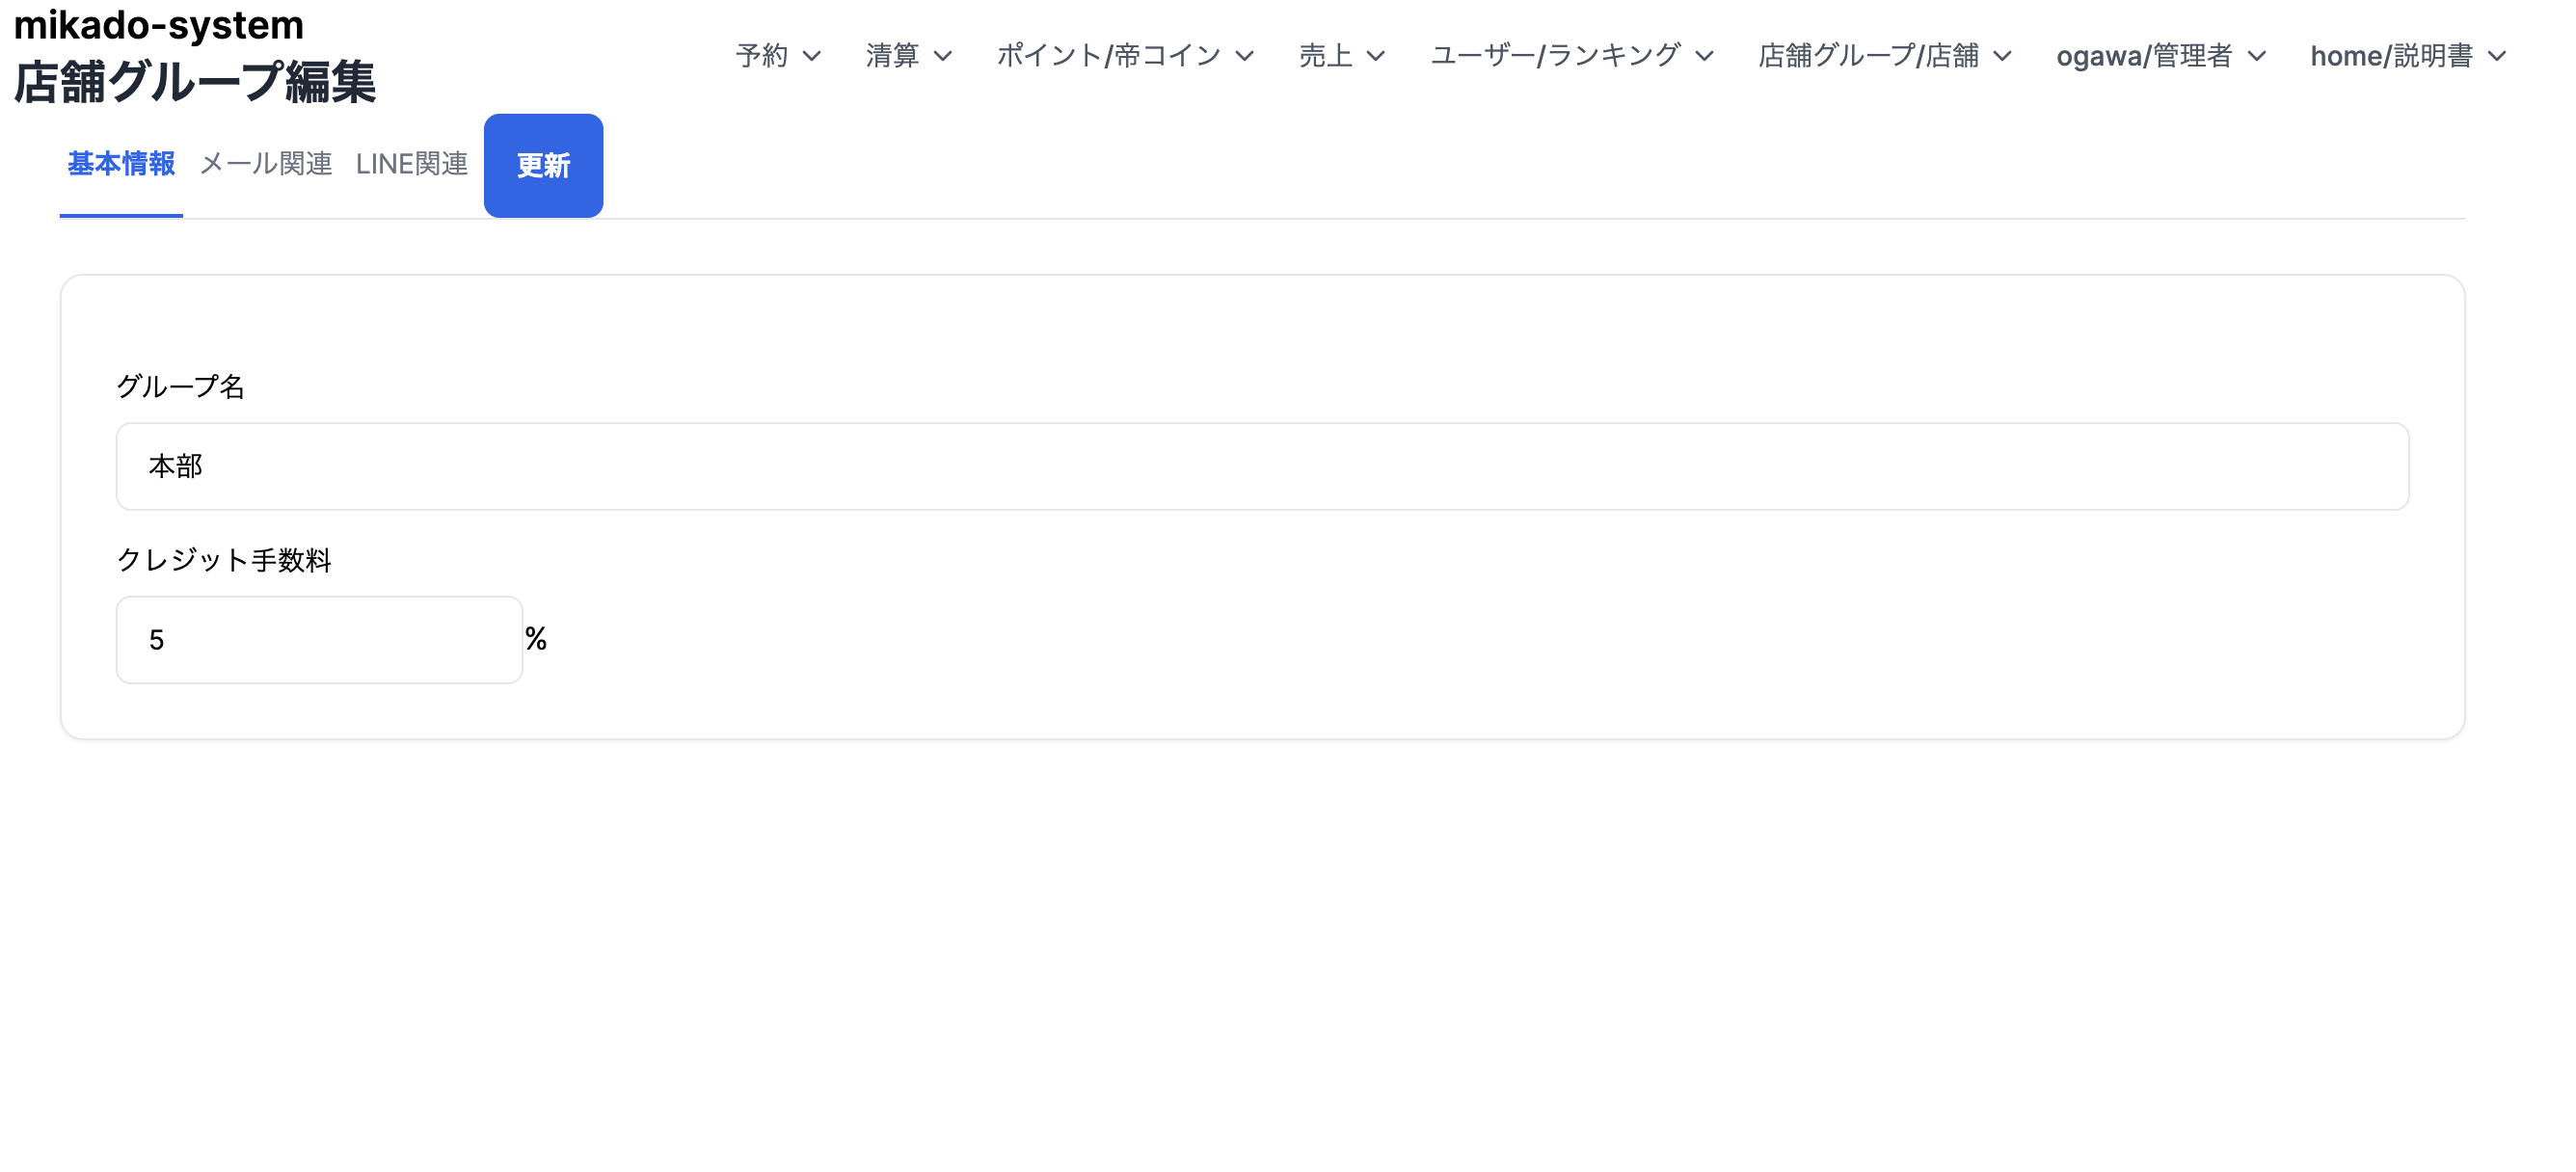 mikado-system
店舗グループ編集
予約 清算 ポイント/帝コイン 売上 ユーザー/ランキング 店舗グループ/店舗 ogawa/管理者 home/説明書
基本情報 メール関連 LINE関連 更新
グループ名
本部
クレジット手数料
5 %